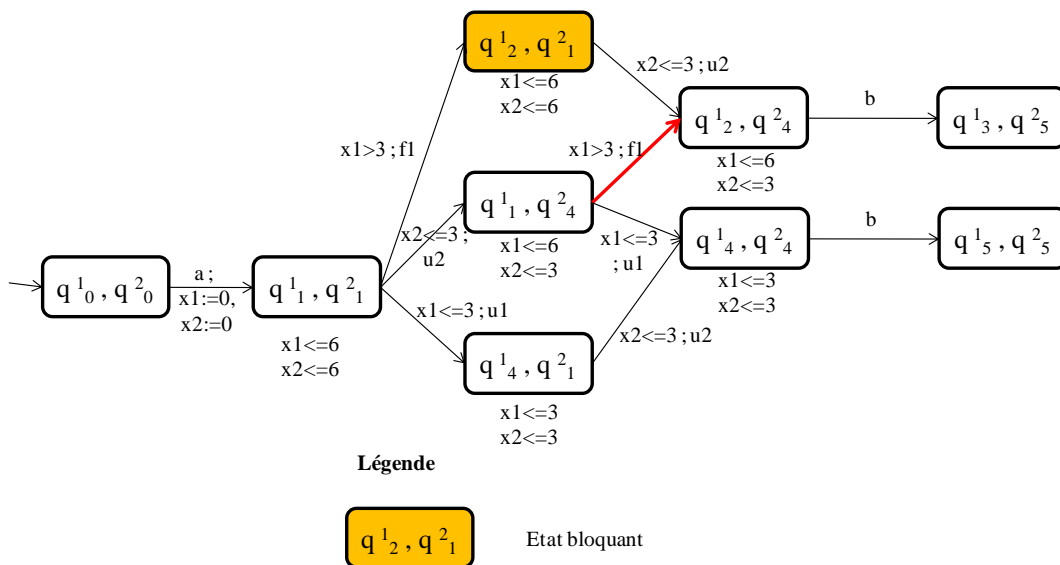 q¹₂ , q²₁
x1<=6
x2<=6
x2<=3 ; u2
b
q¹₂ , q²₄
q¹₃ , q²₅
x1<=6
x2<=3
x1>3 ; f1
x1>3 ; f1
q¹₁ , q²₄
x1<=6
x2<=3
x2<=3 ;
u2
x1<=3
; u1
b
q¹₄ , q²₄
q¹₅ , q²₅
x1<=3
x2<=3
q¹₀ , q²₀
a ;
x1:=0,
x2:=0
q¹₁ , q²₁
x1<=6
x2<=6
x1<=3 ; u1
x2<=3 ; u2
q¹₄ , q²₁
x1<=3
x2<=3
Légende
q¹₂ , q²₁
Etat bloquant